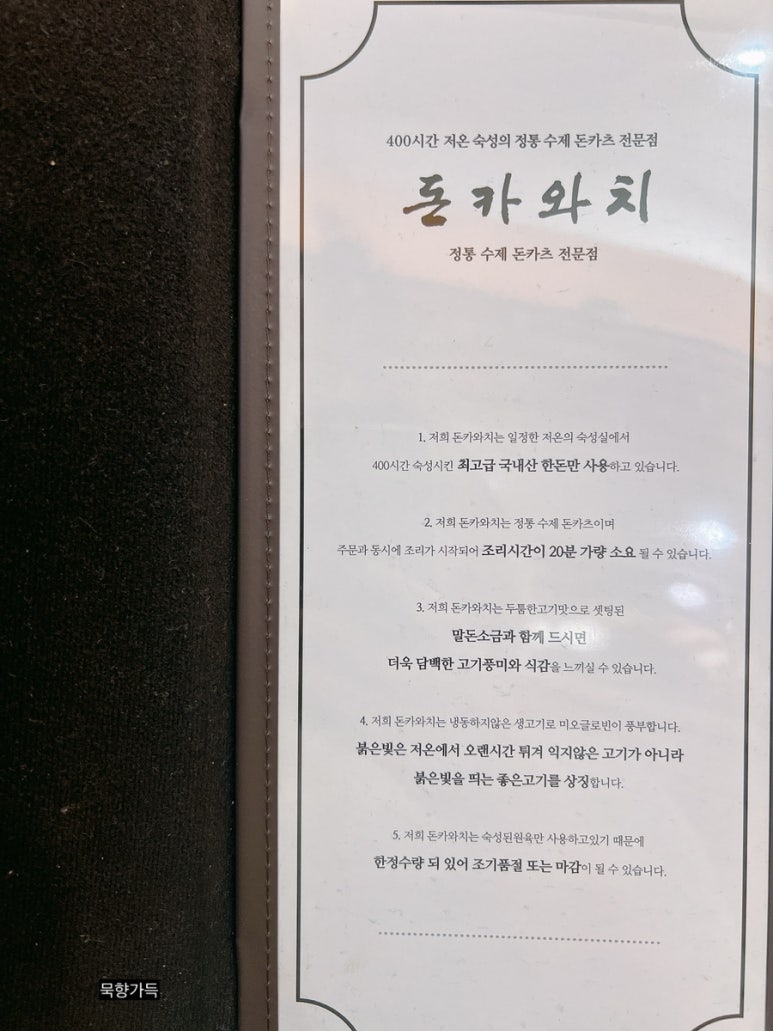 400시간 저온 숙성의 정통 수제 돈카츠 전문점
돈카와치
정통 수제 돈카츠 전문점
1. 저희 돈카와치는 일정한 저온의 숙성실에서
400시간 숙성시킨 최고급 국내산 한돈만 사용하고 있습니다.
2. 저희 돈카와치는 정통 수제 돈카츠이며
주문과 동시에 조리가 시작되어 조리시간이 20분 가량 소요 될 수 있습니다.
3. 저희 돈카와치는 두툼한고기맛으로 셋팅된
말돈소금과 함께 드시면
더욱 담백한 고기풍미와 식감을 느끼실 수 있습니다.
4. 저희 돈카와치는 냉동하지않은 생고기로 미오글로빈이 풍부합니다.
붉은빛은 저온에서 오랜시간 튀겨 익지않은 고기가 아니라
붉은빛을 띄는 좋은고기를 상징합니다.
5. 저희 돈카와치는 숙성된원육만 사용하고있기 때문에
한정수량 되 있어 조기품절 또는 마감이 될 수 있습니다.
묵향가득